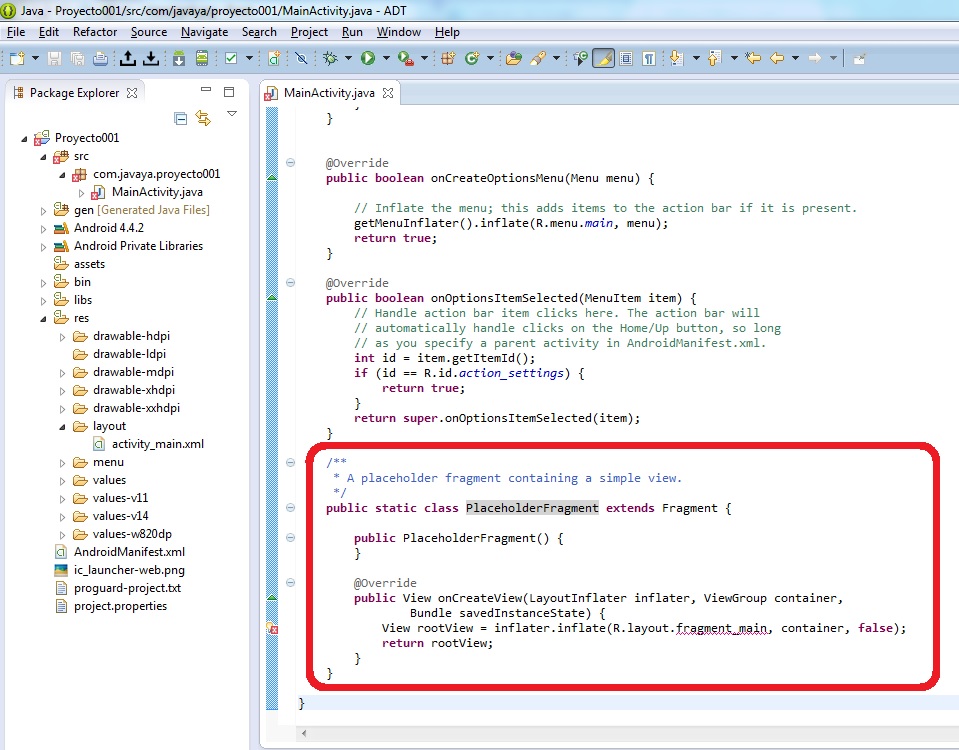 Java - Proyecto001/src/com/javaya/proyecto001/MainActivity.java - ADT
File Edit Refactor Source Navigate Search Project Run Window Help
Package Explorer
Proyecto001
src
com.javaya.proyecto001
MainActivity.java
gen [Generated Java Files]
Android 4.4.2
Android Private Libraries
assets
bin
libs
res
drawable-hdpi
drawable-ldpi
drawable-mdpi
drawable-xhdpi
drawable-xxhdpi
layout
activity_main.xml
menu
values
values-v11
values-v14
values-w820dp
AndroidManifest.xml
ic_launcher-web.png
proguard-project.txt
project.properties
MainActivity.java
}
@Override
public boolean onCreateOptionsMenu(Menu menu) {
// Inflate the menu; this adds items to the action bar if it is present.
getMenuInflater().inflate(R.menu.main, menu);
return true;
}
@Override
public boolean onOptionsItemSelected(MenuItem item) {
// Handle action bar item clicks here. The action bar will
// automatically handle clicks on the Home/Up button, so long
// as you specify a parent activity in AndroidManifest.xml.
int id = item.getItemId();
if (id == R.id.action_settings) {
return true;
}
return super.onOptionsItemSelected(item);
}
/**
* A placeholder fragment containing a simple view.
*/
public static class PlaceholderFragment extends Fragment {
public PlaceholderFragment() {
}
@Override
public View onCreateView(LayoutInflater inflater, ViewGroup container,
Bundle savedInstanceState) {
View rootView = inflater.inflate(R.layout.fragment_main, container, false);
return rootView;
}
}
}